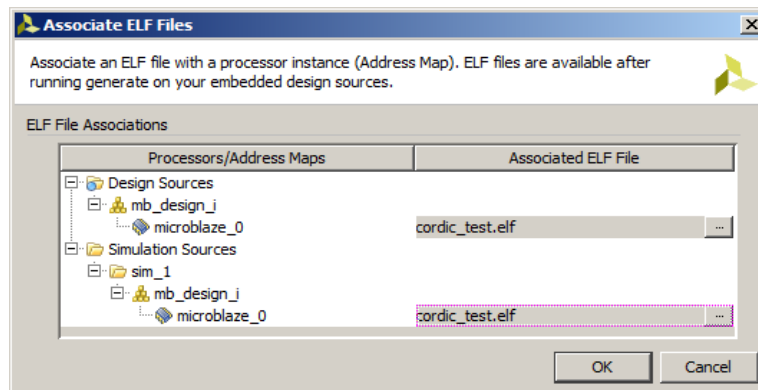 Associate ELF Files
Associate an ELF file with a processor instance (Address Map). ELF files are available after
running generate on your embedded design sources.
ELF File Associations
Processors/Address Maps Associated ELF File
Design Sources
mb_design_i
microblaze_0 cordic_test.elf ...
Simulation Sources
sim_1
mb_design_i
microblaze_0 cordic_test.elf ...
OK Cancel